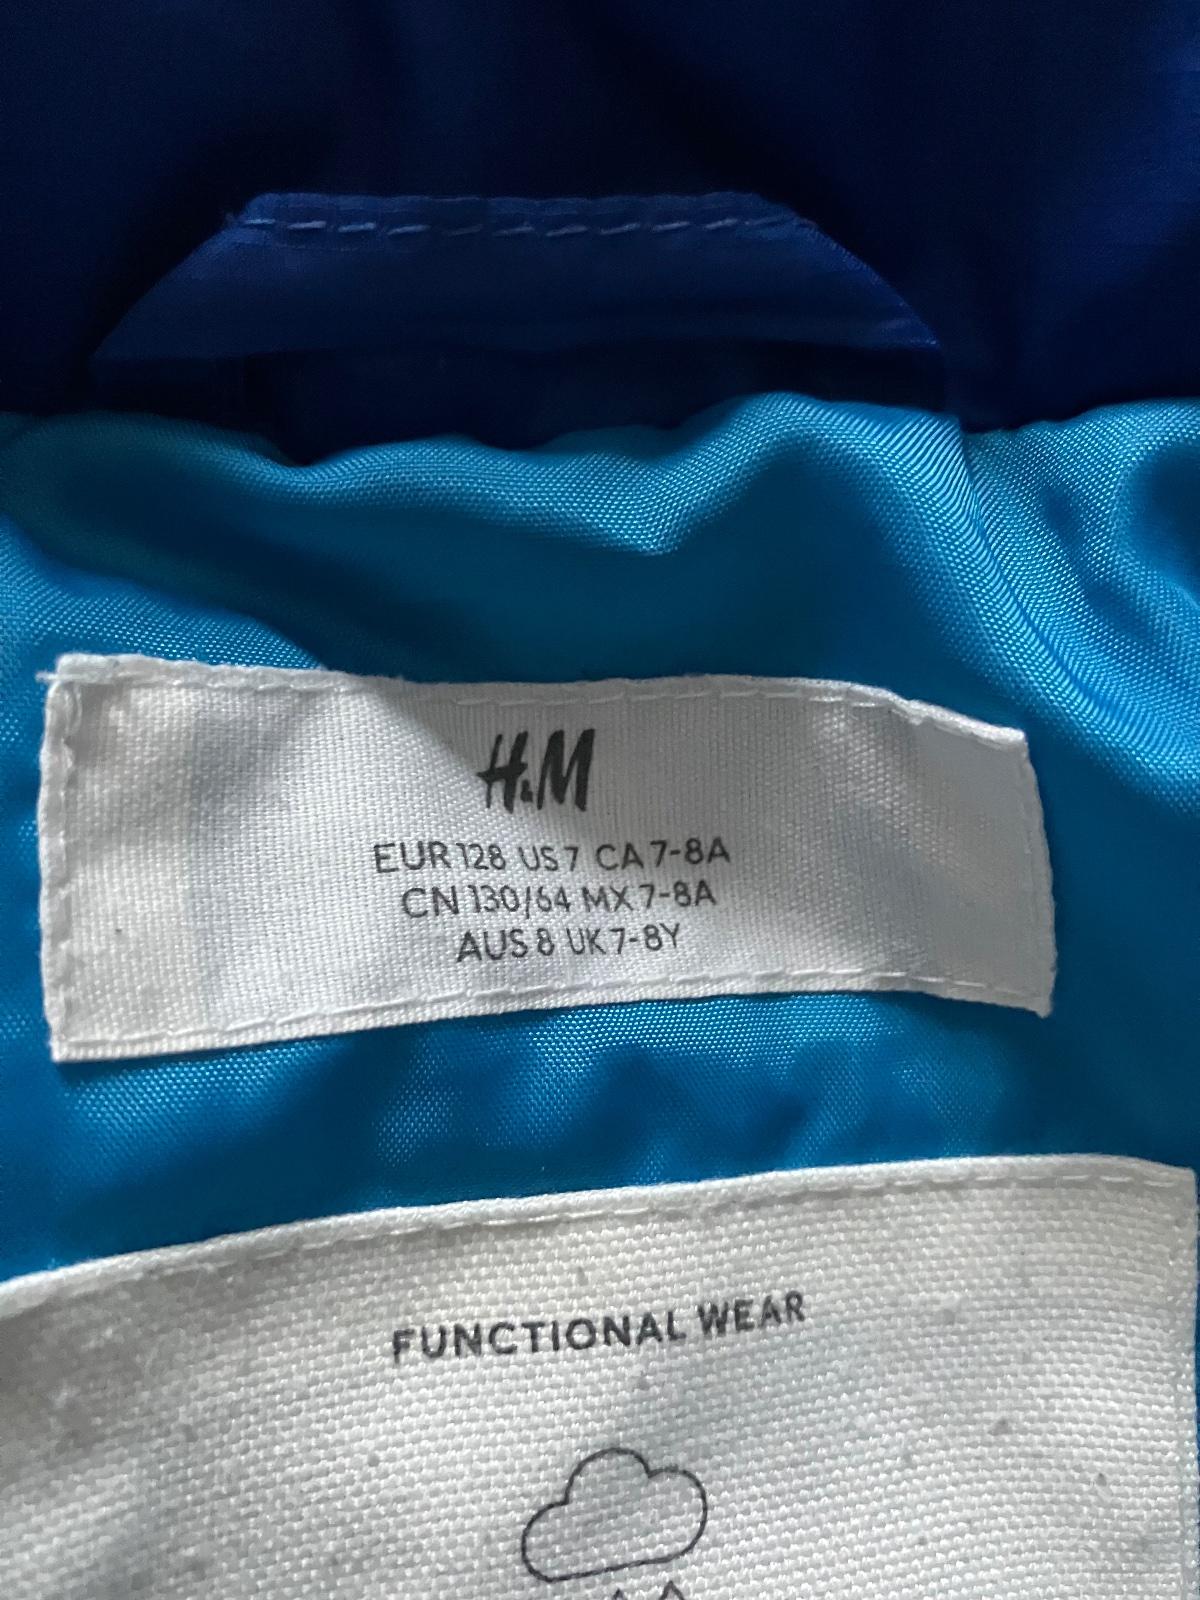 H&M
EUR 128 US 7 CA 7-8A
CN 130/64 MX 7-8A
AUS 8 UK 7-8Y
FUNCTIONAL WEAR